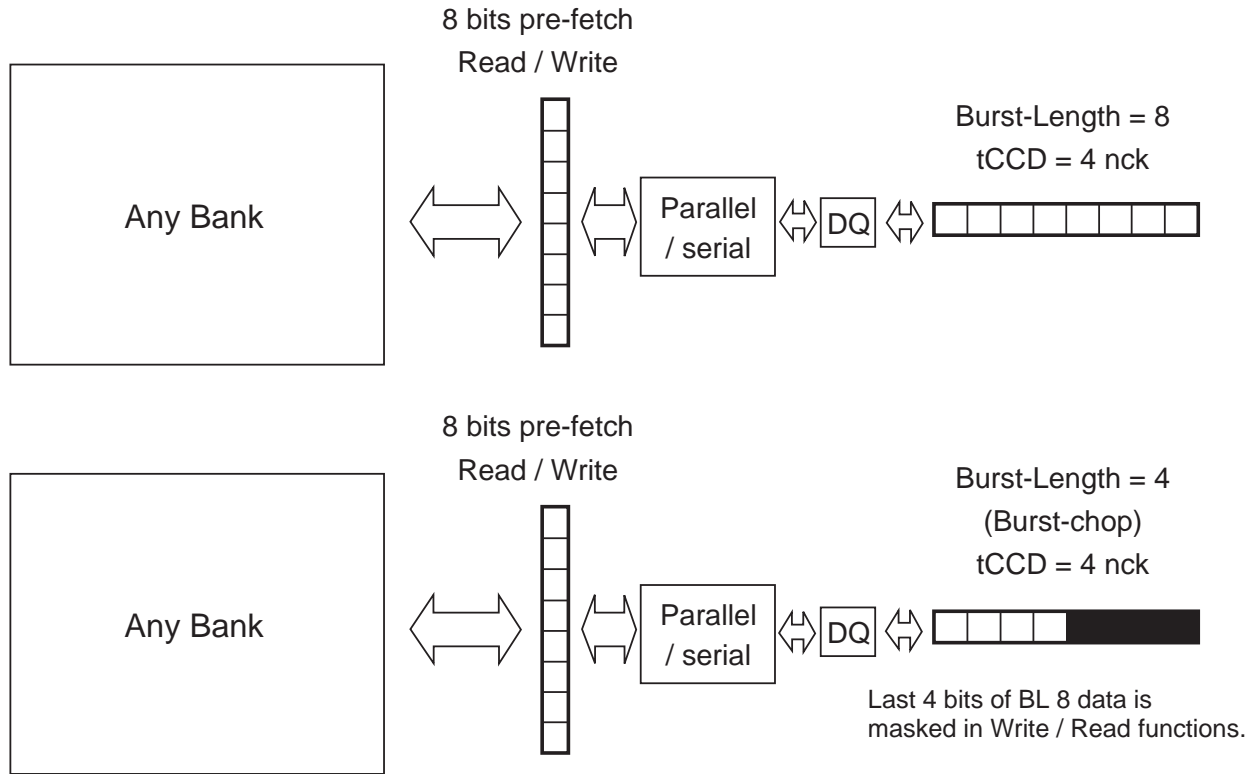 8 bits pre-fetch
Read / Write
Any Bank
Parallel
/ serial
DQ
Burst-Length = 8
tCCD = 4 nck
8 bits pre-fetch
Read / Write
Any Bank
Parallel
/ serial
DQ
Burst-Length = 4
(Burst-chop)
tCCD = 4 nck
Last 4 bits of BL 8 data is
masked in Write / Read functions.